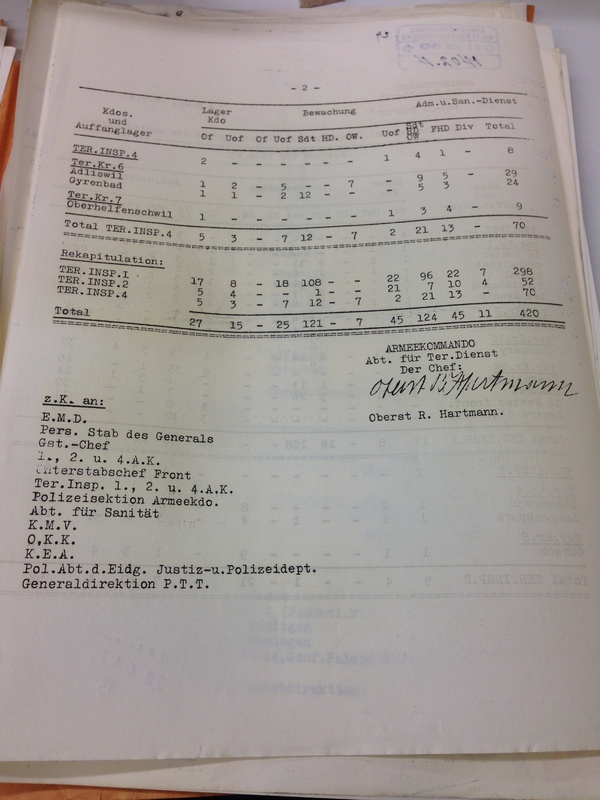 - 2 -
Kdos. und Auffanglager Lager Kdo Bewachung Adm.u.San.-Dienst
Of Uof Of Uof Sdt HD. OW. Uof Sdt HD OW FHD Div Total
TER.INSP.4 2 - - - - - - 1 4 1 - 8
Ter.Kr.6
Adliswil 1 2 - 5 - - 7 - 9 5 - 29
Gyrenbad 1 1 - 2 12 - - - 5 3 24
Ter.Kr.7
Oberhelfenschwil 1 - - - - - - 1 3 4 - 9
Total TER.INSP.4 5 3 - 7 12 - 7 2 21 13 - 70
Rekapitulation:
TER.INSP.1 17 8 - 18 108 - - 22 96 22 7 298
TER.INSP.2 5 4 - - 1 - - 21 7 10 4 52
TER.INSP.4 5 3 - 7 12 - 7 2 21 13 - 70
Total 27 15 - 25 121 - 7 45 124 45 11 420
ARMEEKOMMANDO
Abt. für Ter.Dienst
Der Chef:
Oberst R. Hartmann
Oberst R. Hartmann.
z.K. an:
E.M.D.
Pers. Stab des Generals
Gst.-Chef
1., 2. u. 4.A.K.
Unterstabschef Front
Ter.Insp. 1., 2. u. 4.A.K.
Polizeisektion Armeekdo.
Abt. für Sanität
K.M.V.
O.K.K.
K.E.A.
Pol.Abt.d.Eidg. Justiz-u.Polizeidept.
Generaldirektion P.T.T.